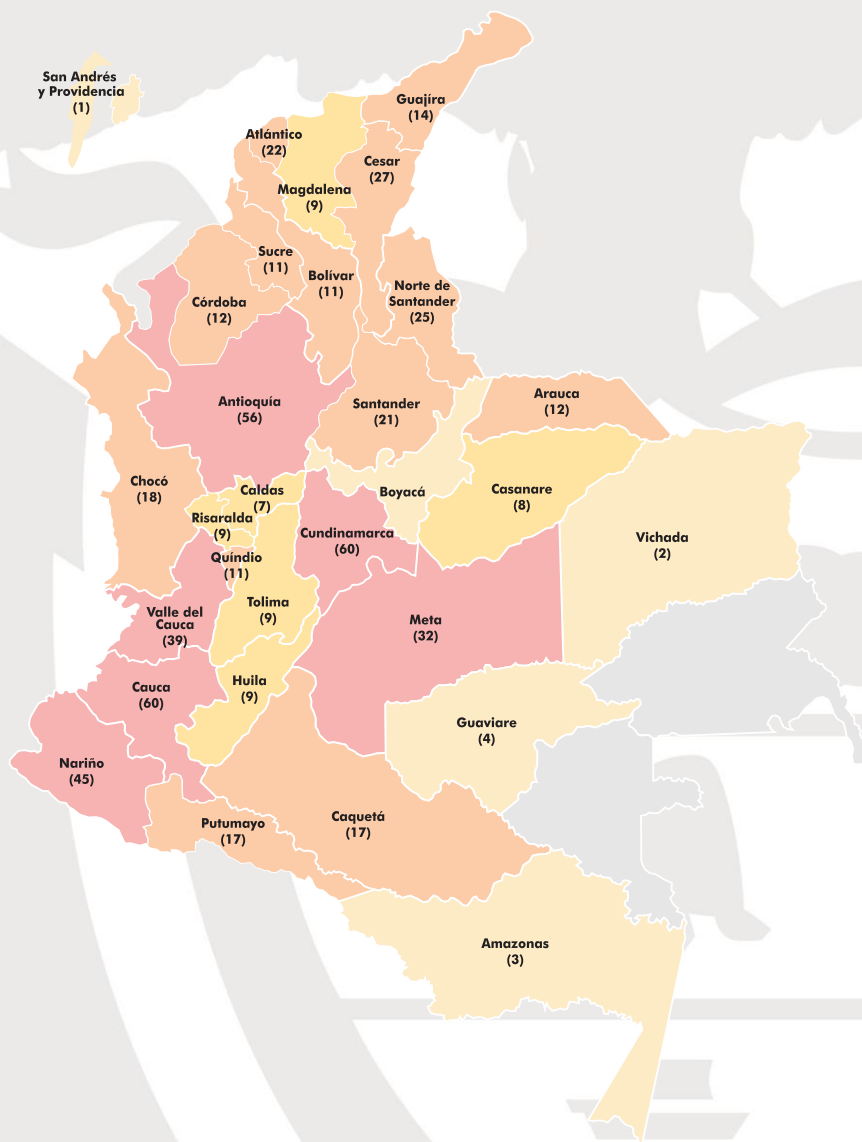 San Andrés
y Providencia
(1)
Guajíra
(14)
Atlántico
(22)
Cesar
(27)
Magdalena
(9)
Sucre
(11)
Bolívar
(11)
Norte de
Santander
(25)
Córdoba
(12)
Antioquía
(56)
Santander
(21)
Arauca
(12)
Chocó
(18)
Caldas
(7)
Boyacá
Casanare
(8)
Risaralda
(9)
Cundinamarca
(60)
Vichada
(2)
Quíndio
(11)
Tolima
(9)
Valle del
Cauca
(39)
Meta
(32)
Cauca
(60)
Huila
(9)
Guaviare
(4)
Nariño
(45)
Putumayo
(17)
Caquetá
(17)
Amazonas
(3)